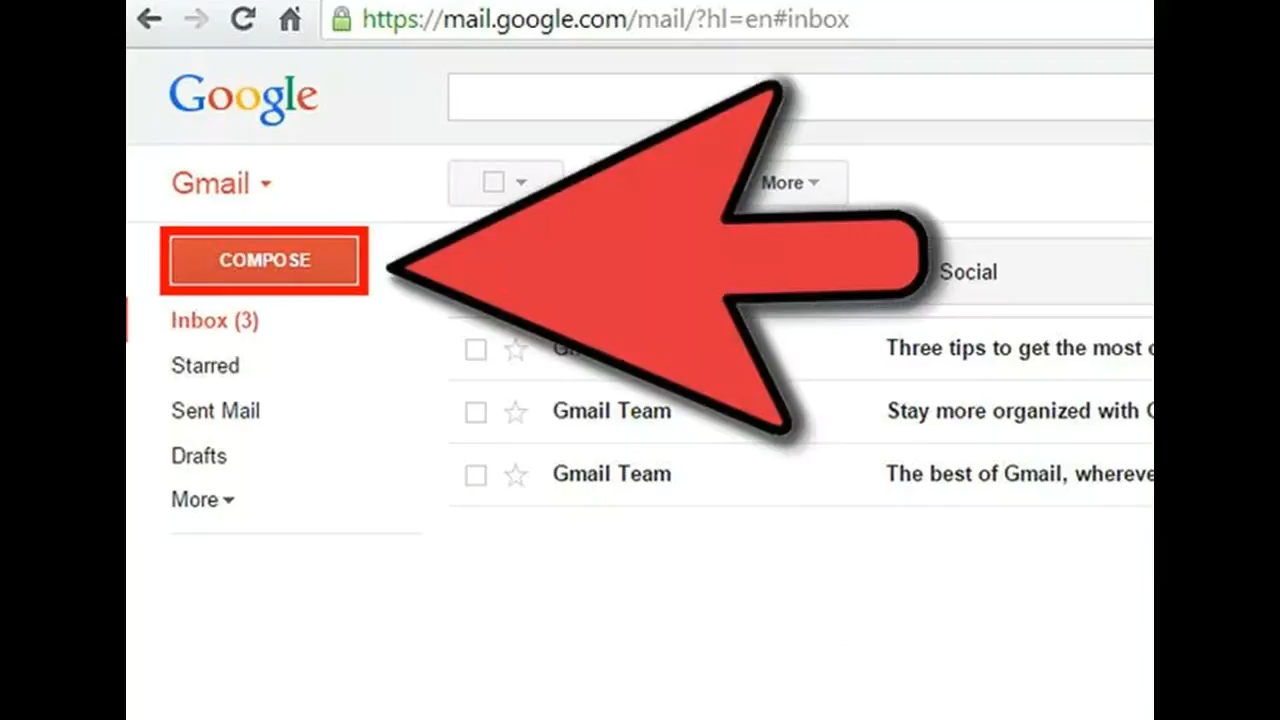 https://mail.google.com/mail/?hl=en#inbox
Google
Gmail
More
COMPOSE
Social
Inbox (3)
Three tips to get the most
Starred
Sent Mail
Gmail Team
Stay more organized with
Drafts
Gmail Team
The best of Gmail,
More